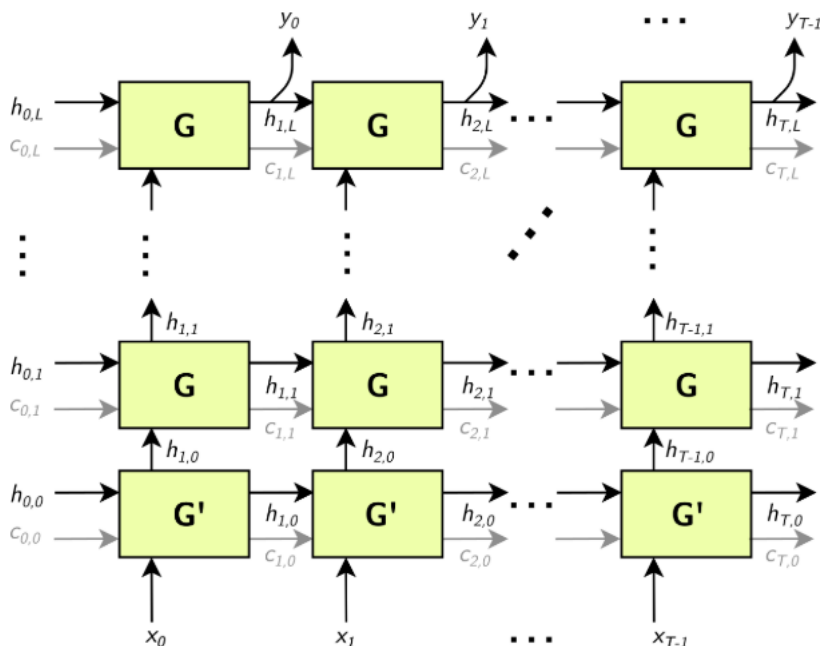 y0 y1 ... yT-1
h0,L G h1,L G h2,L ... G hT,L
c0,L c1,L c2,L cT,L
h1,1 h2,1 hT-1,1
h0,1 G h1,1 G h2,1 ... G hT,1
c0,1 c1,1 c2,1 cT,1
h1,0 h2,0 hT-1,0
h0,0 G' h1,0 G' h2,0 ... G' hT,0
c0,0 c1,0 c2,0 cT,0
x0 x1 ... xT-1